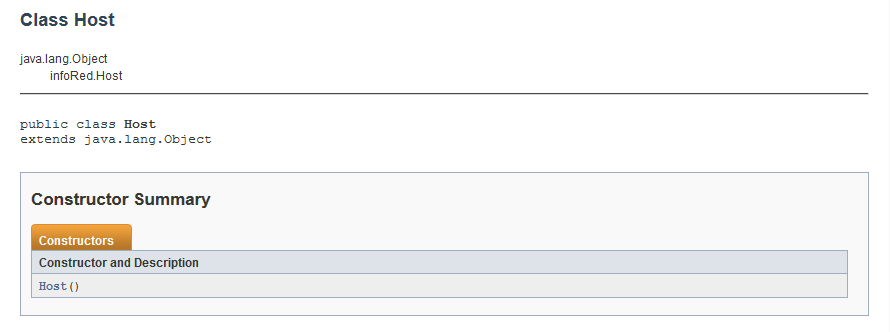 Class Host
java.lang.Object
infoRed.Host
public class Host
extends java.lang.Object
Constructor Summary
Constructors
Constructor and Description
Host()